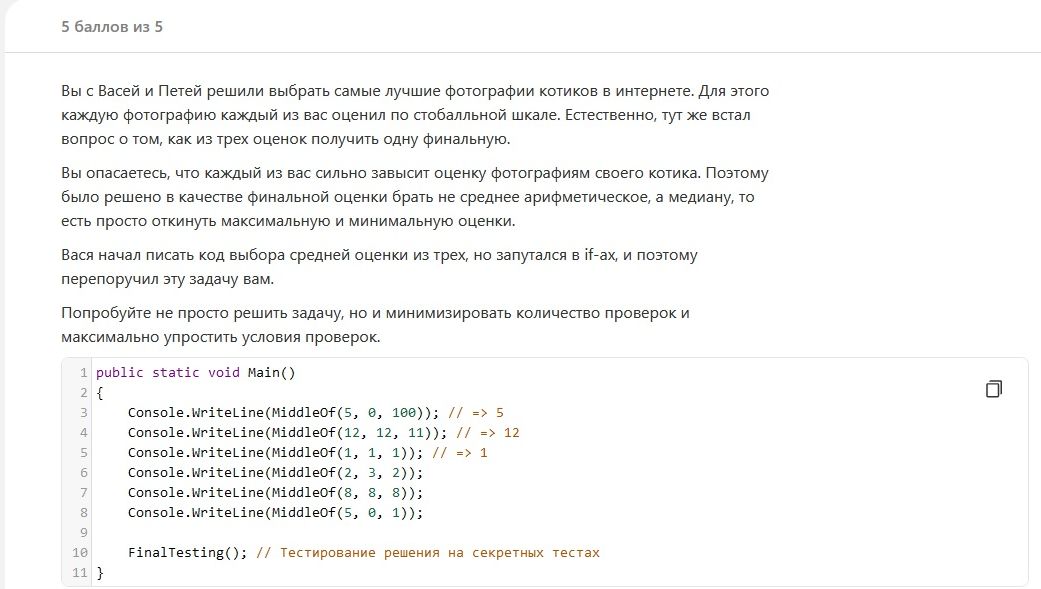 5 баллов из 5
Вы с Васей и Петей решили выбрать самые лучшие фотографии котиков в интернете. Для этого
каждую фотографию каждый из вас оценил по стобалльной шкале. Естественно, тут же встал
вопрос о том, как из трех оценок получить одну финальную.
Вы опасаетесь, что каждый из вас сильно завысит оценку фотографиям своего котика. Поэтому
было решено в качестве финальной оценки брать не среднее арифметическое, а медиану, то
есть просто откинуть максимальную и минимальную оценки.
Вася начал писать код выбора средней оценки из трех, но запутался в if-ах, и поэтому
перепоручил эту задачу вам.
Попробуйте не просто решить задачу, но и минимизировать количество проверок и
максимально упростить условия проверок.
1 public static void Main()
2 {
3     Console.WriteLine(MiddleOf(5, 0, 100)); // => 5
4     Console.WriteLine(MiddleOf(12, 12, 11)); // => 12
5     Console.WriteLine(MiddleOf(1, 1, 1)); // => 1
6     Console.WriteLine(MiddleOf(2, 3, 2));
7     Console.WriteLine(MiddleOf(8, 8, 8));
8     Console.WriteLine(MiddleOf(5, 0, 1));
9
10     FinalTesting(); // Тестирование решения на секретных тестах
11 }